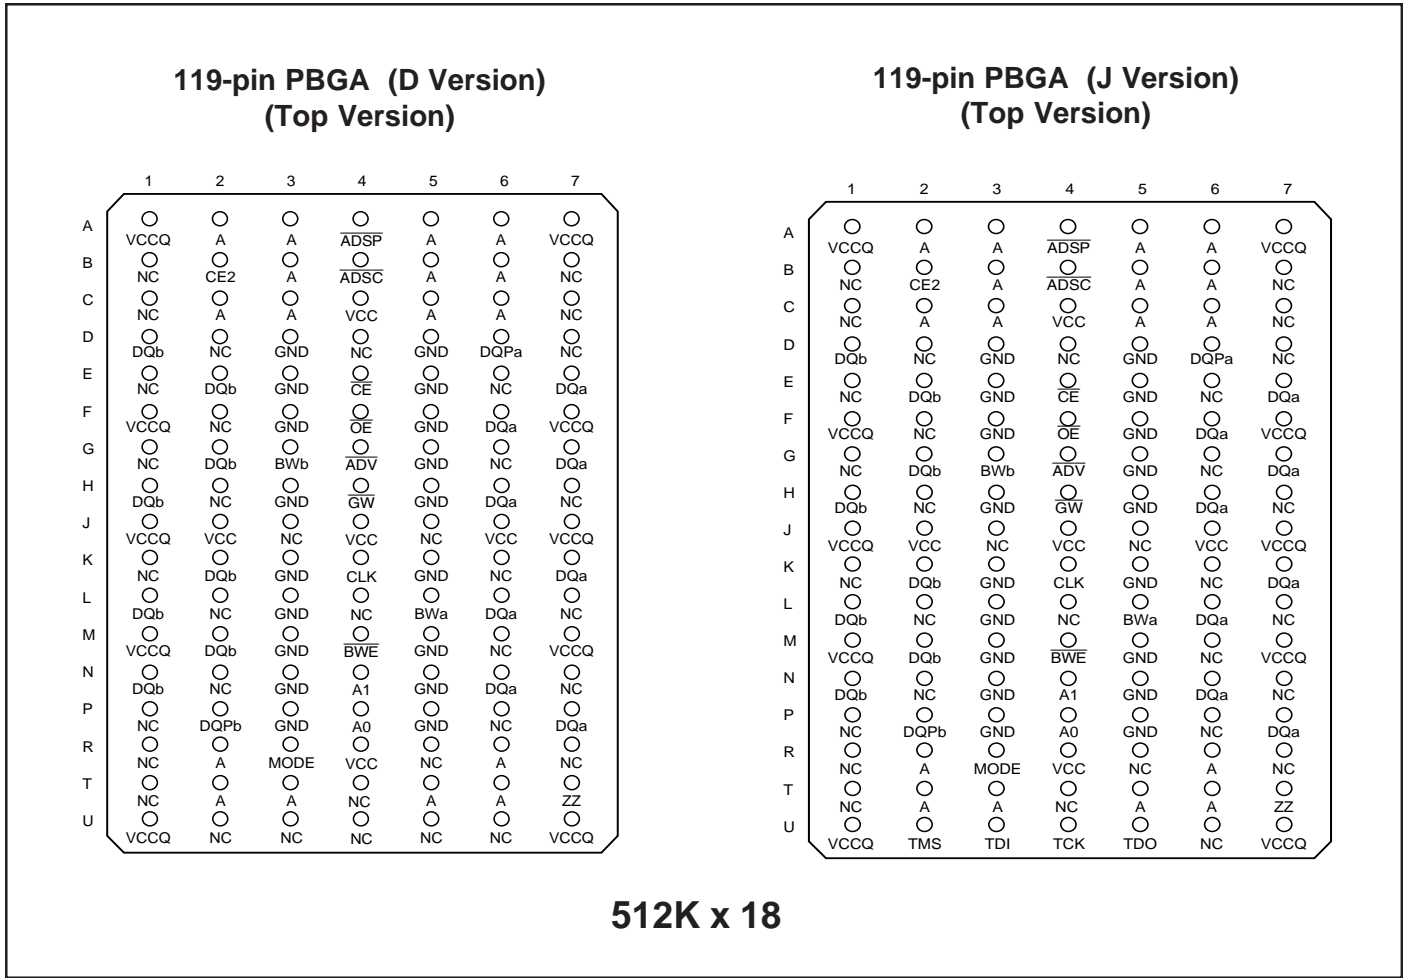 119-pin PBGA (D Version)
(Top Version)
1 2 3 4 5 6 7
A
VCCQ A A ADSP A A VCCQ
B
NC CE2 A ADSC A A NC
C
NC A A VCC A A NC
D
DQb NC GND NC GND DQPa NC
E
NC DQb GND CE GND NC DQa
F
VCCQ NC GND OE GND DQa VCCQ
G
NC DQb BWb ADV GND NC DQa
H
DQb NC GND GW GND DQa NC
J
VCCQ VCC NC VCC NC VCC VCCQ
K
NC DQb GND CLK GND NC DQa
L
DQb NC GND NC BWa DQa NC
M
VCCQ DQb GND BWE GND NC VCCQ
N
DQb NC GND A1 GND DQa NC
P
NC DQPb GND A0 GND NC DQa
R
NC A MODE VCC NC A NC
T
NC A A NC A A ZZ
U
VCCQ NC NC NC NC NC VCCQ
119-pin PBGA (J Version)
(Top Version)
1 2 3 4 5 6 7
A
VCCQ A A ADSP A A VCCQ
B
NC CE2 A ADSC A A NC
C
NC A A VCC A A NC
D
DQb NC GND NC GND DQPa NC
E
NC DQb GND CE GND NC DQa
F
VCCQ NC GND OE GND DQa VCCQ
G
NC DQb BWb ADV GND NC DQa
H
DQb NC GND GW GND DQa NC
J
VCCQ VCC NC VCC NC VCC VCCQ
K
NC DQb GND CLK GND NC DQa
L
DQb NC GND NC BWa DQa NC
M
VCCQ DQb GND BWE GND NC VCCQ
N
DQb NC GND A1 GND DQa NC
P
NC DQPb GND A0 GND NC DQa
R
NC A MODE VCC NC A NC
T
NC A A NC A A ZZ
U
VCCQ TMS TDI TCK TDO NC VCCQ
512K x 18